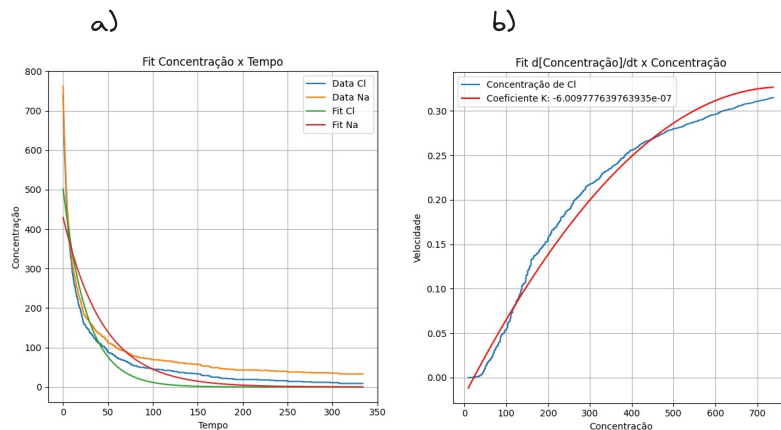 a)
b)
Fit Concentração x Tempo
800
700
600
500
400
300
200
100
0
Concentração
0
50
100
150
200
250
300
350
Tempo
Data Cl
Data Na
Fit Cl
Fit Na
Fit d[Concentração]/dt x Concentração
Concentração de Cl
Coeficiente K: -6.009777639763935e-07
0.30
0.25
0.20
0.15
0.10
0.05
0.00
Velocidade
0
100
200
300
400
500
600
700
Concentração